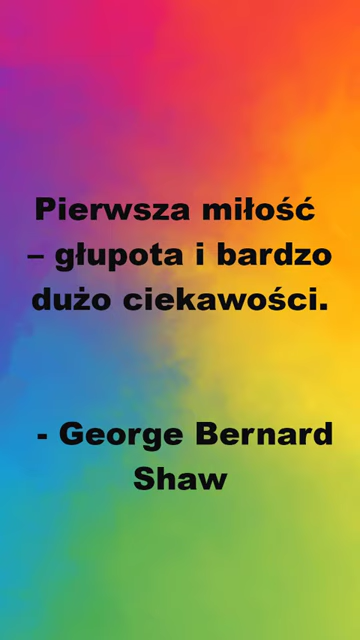 Pierwsza miłość
– głupota i bardzo
dużo ciekawości.
- George Bernard
Shaw